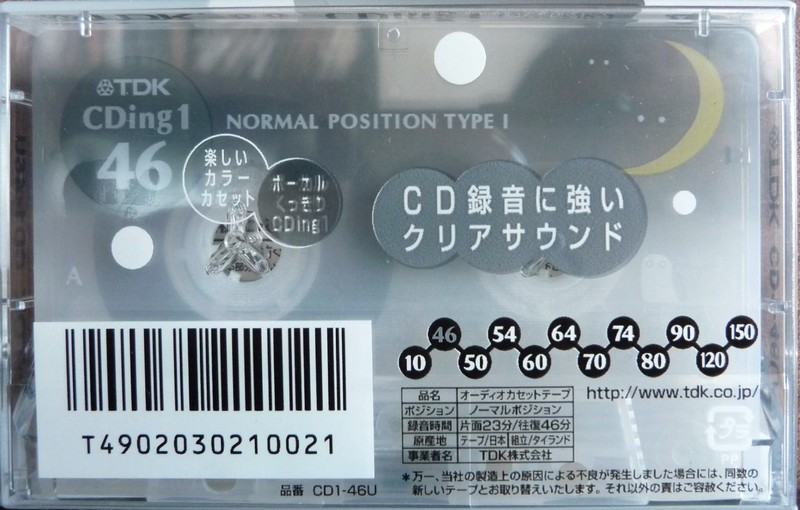 TDK
CDing1
46
NORMAL POSITION TYPE I
楽しい
カラー
カセット
ボーカル
くっきり
CDing1
CD録音に強い
クリアサウンド
A
10 46 50 54 60 64 70 74 80 90 120 150
http://www.tdk.co.jp/
品名 オーディオカセットテープ
ポジション ノーマルポジション
録音時間 片面23分/往復46分
原産地 テープ/日本 組立/タイランド
事業者名 TDK株式会社
T4902030210021
プラ
PP
品番 CD1-46U
*万一、当社の製造上の原因による不良が発生しました場合には、同数の
新しいテープとお取り替えいたします。それ以外の責はご容赦ください。